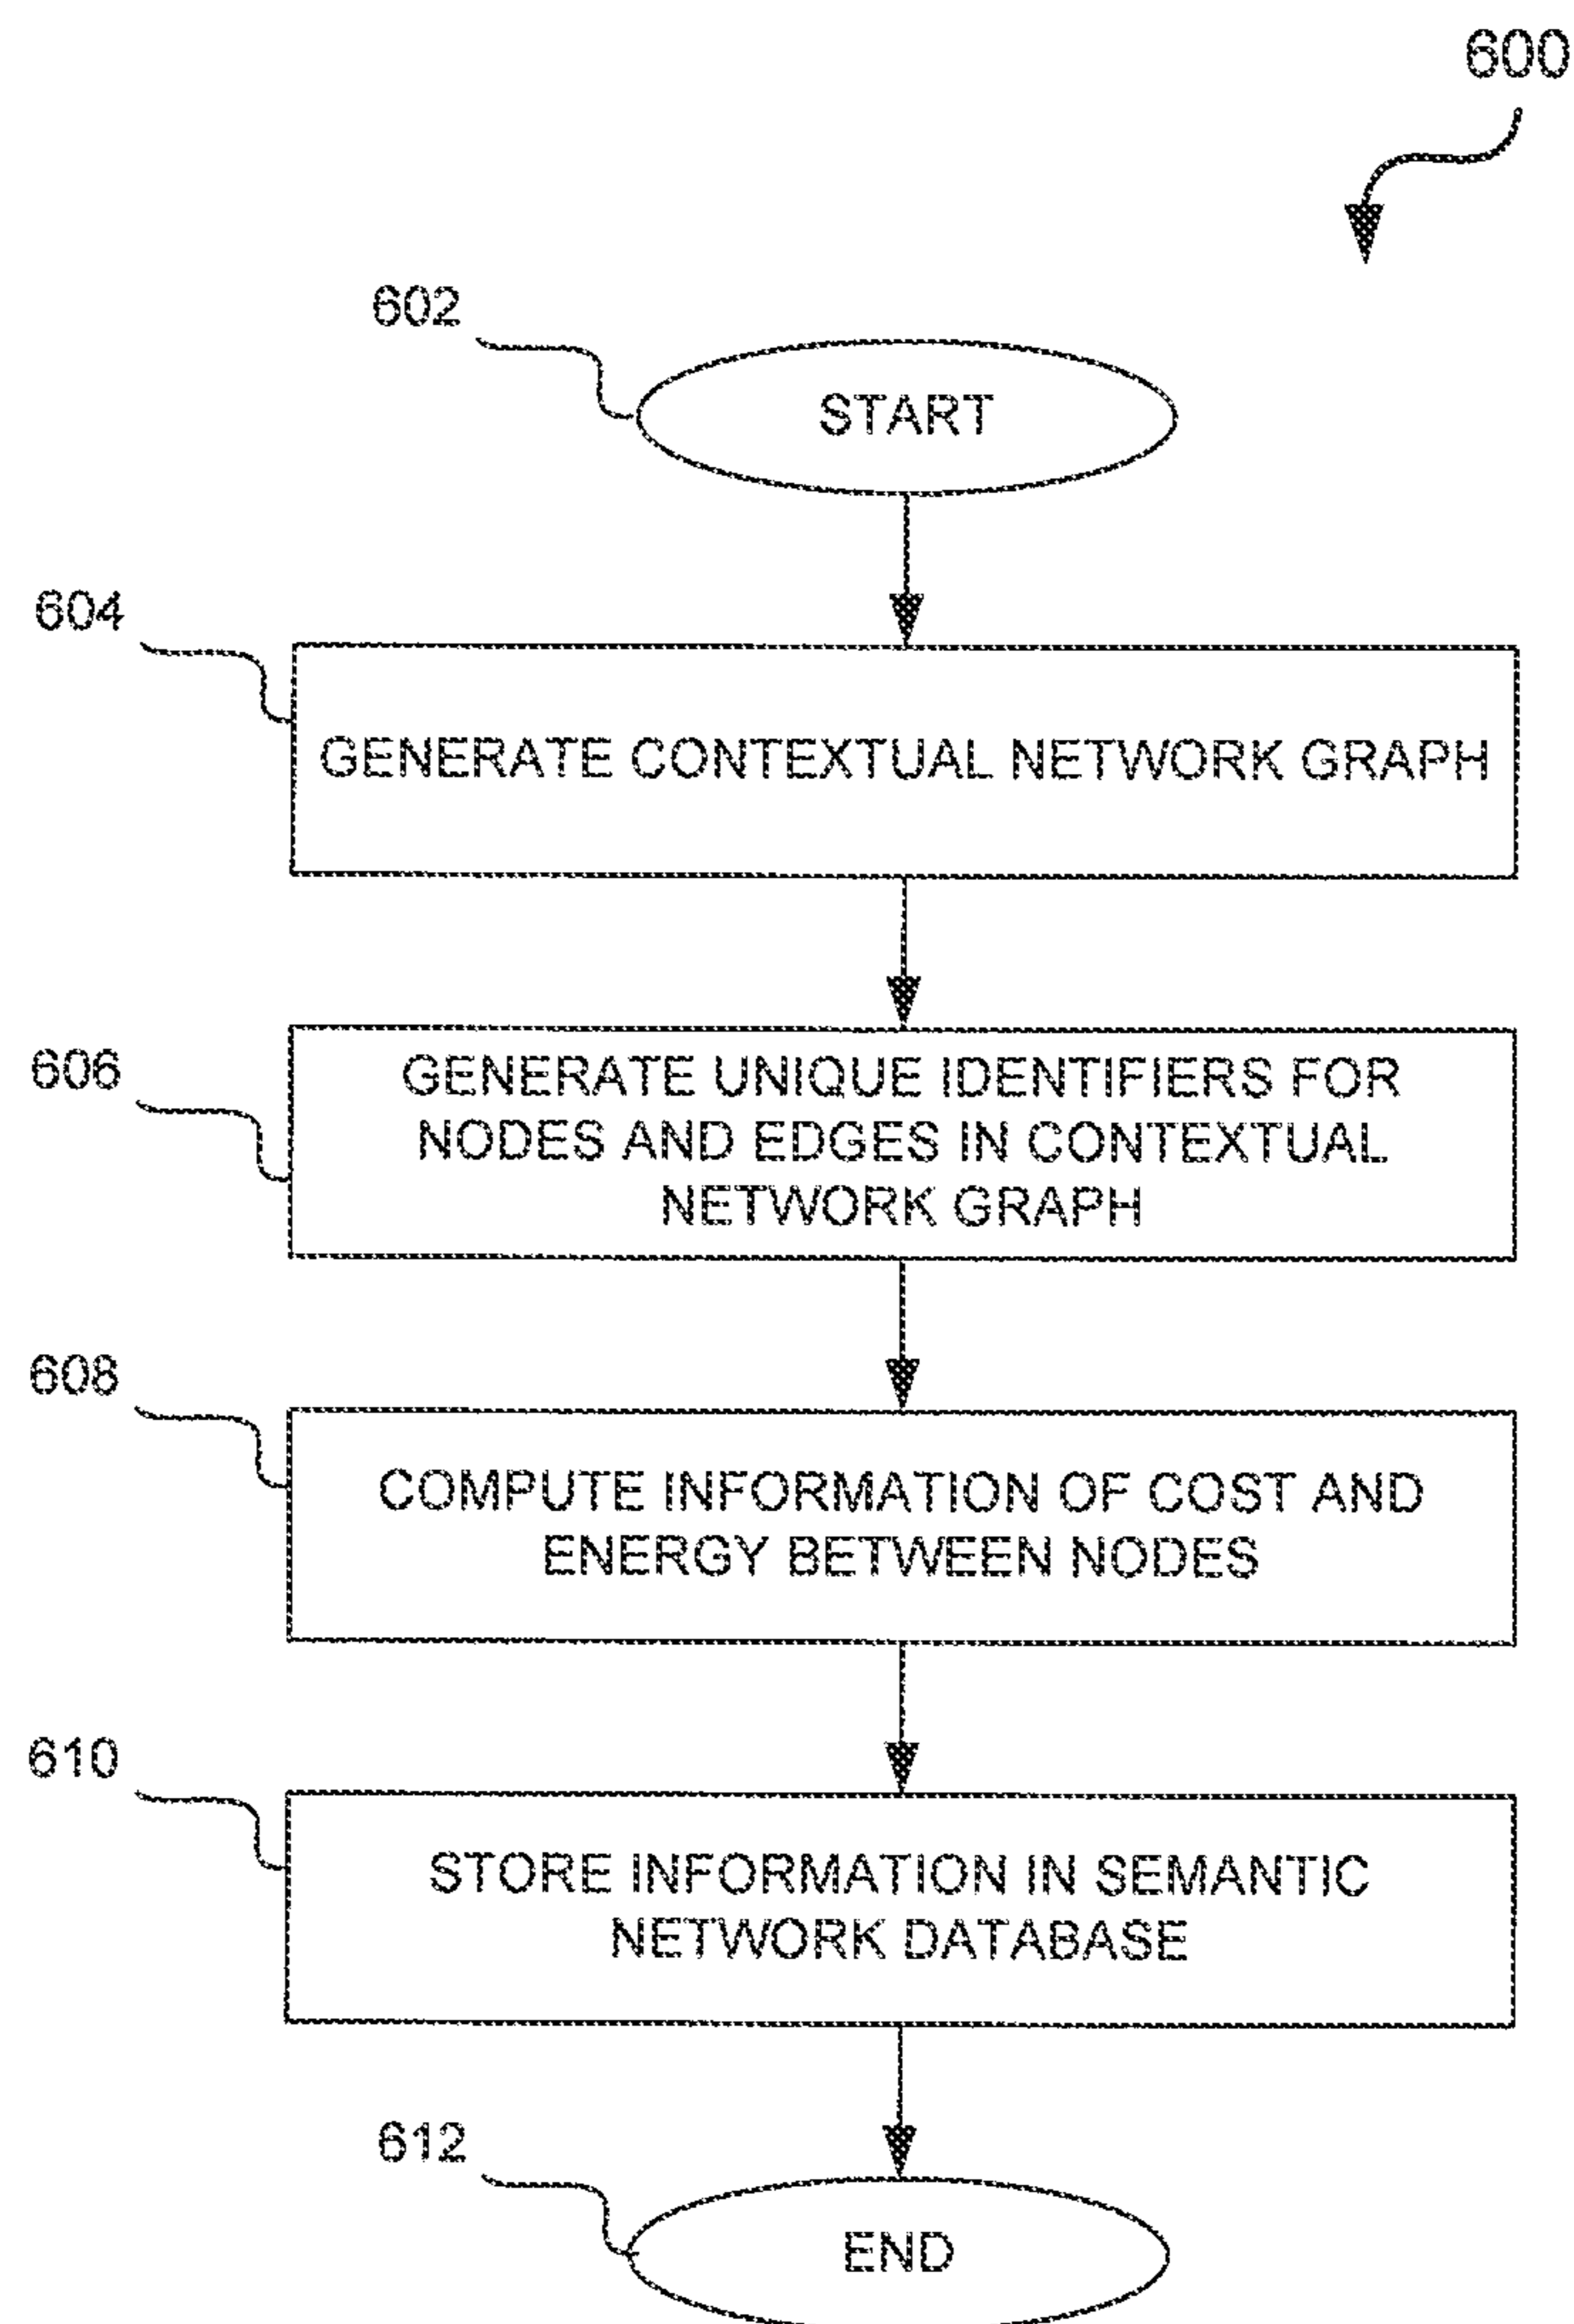 600
602
START
604
GENERATE CONTEXTUAL NETWORK GRAPH
606
GENERATE UNIQUE IDENTIFIERS FOR
NODES AND EDGES IN CONTEXTUAL
NETWORK GRAPH
608
COMPUTE INFORMATION OF COST AND
ENERGY BETWEEN NODES
610
STORE INFORMATION IN SEMANTIC
NETWORK DATABASE
612
END